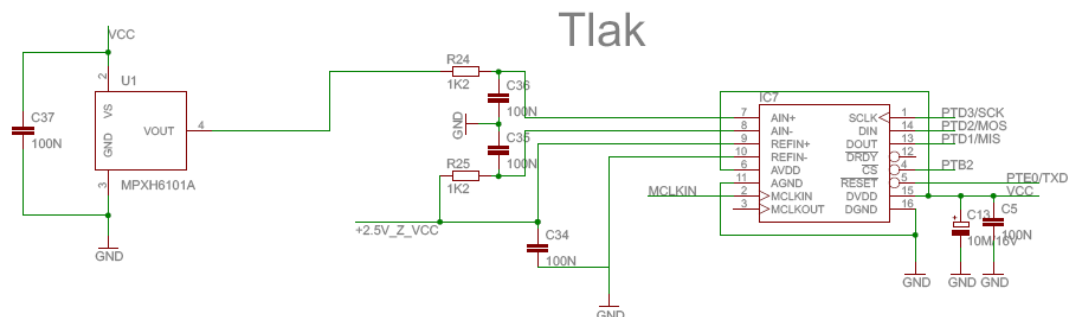 Tlak
VCC
2
U1
VS
GND
VOUT
4
3
MPXH6101A
C37
100N
GND
R24
1K2
C36
100N
GND
C35
100N
R25
1K2
+2.5V_Z_VCC
C34
100N
GND
MCLKIN
IC7
7 AIN+ SCLK 1 PTD3/SCK
8 AIN- DIN 14 PTD2/MOS
9 REFIN+ DOUT 13 PTD1/MIS
10 REFIN- DRDY 12
6 AVDD CS 4 PTB2
11 AGND RESET 5 PTE0/TXD
2 MCLKIN DVDD 15 VCC
3 MCLKOUT DGND 16
+
C13
10M/16V
C5
100N
GND
GND
GND